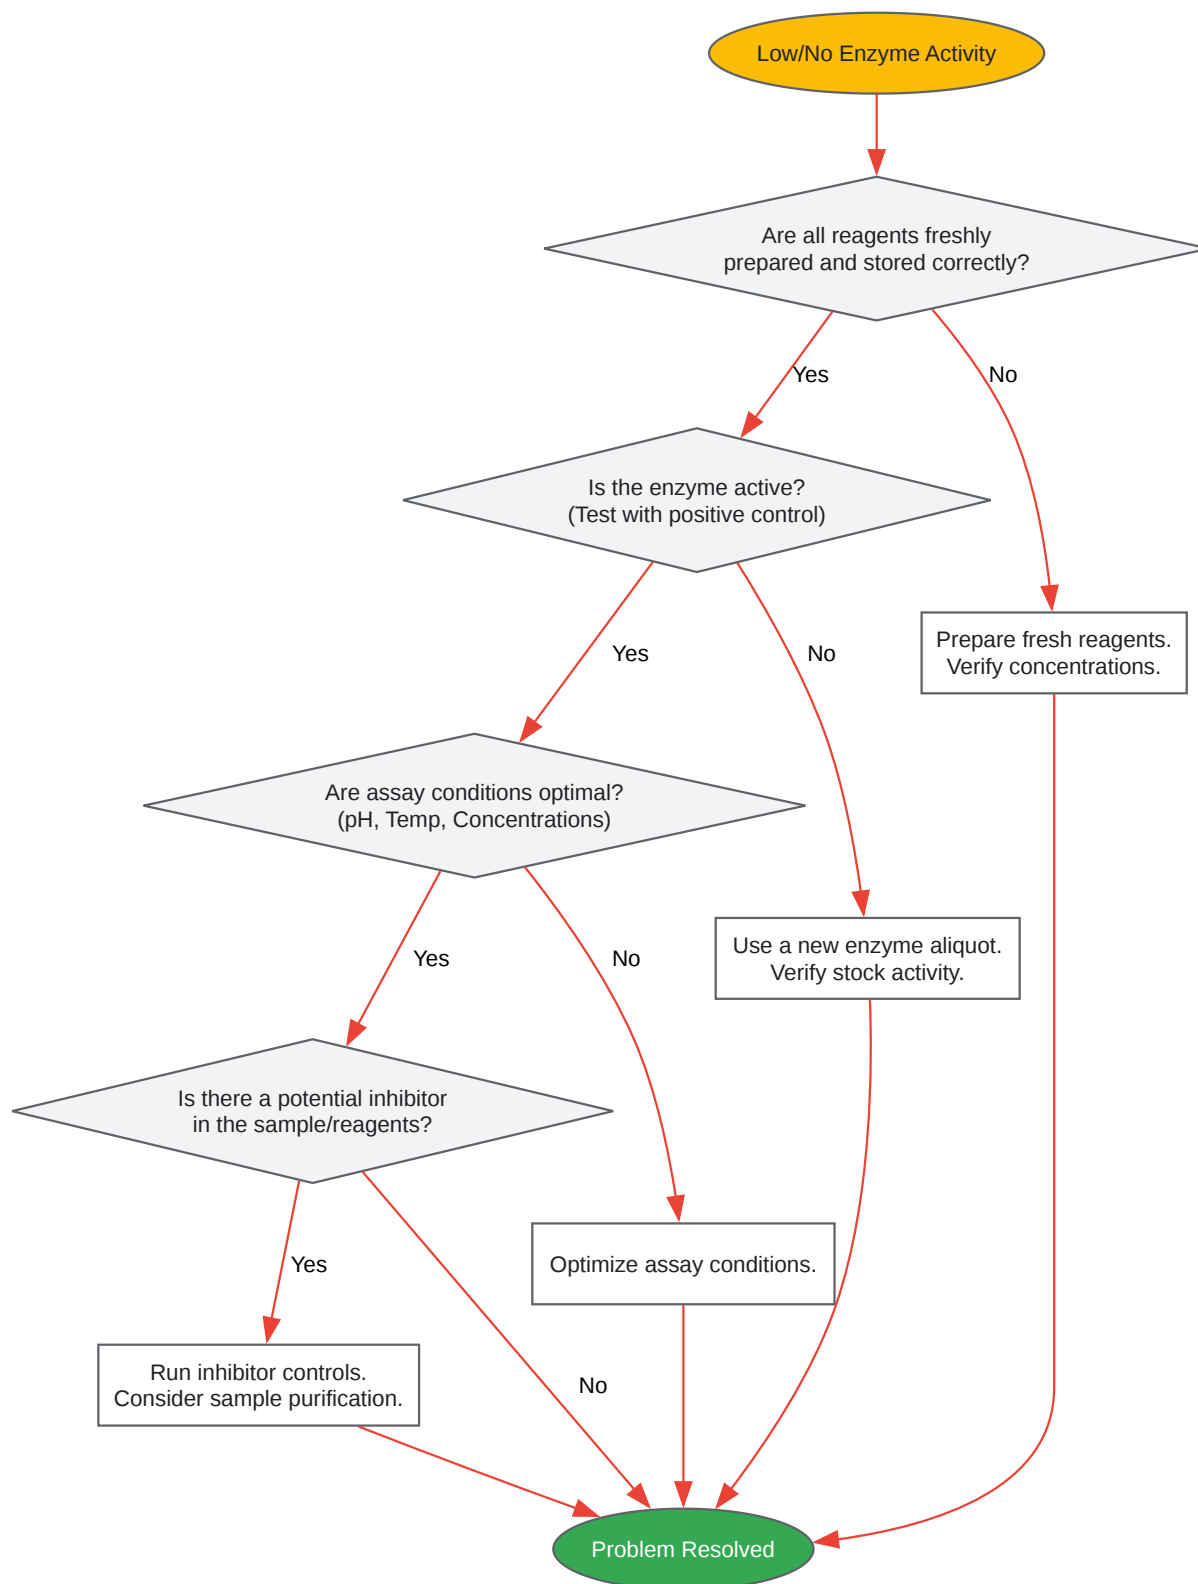 Low/No Enzyme Activity
Are all reagents freshly
prepared and stored correctly?
Yes
No
Is the enzyme active?
(Test with positive control)
Yes
No
Prepare fresh reagents.
Verify concentrations.
Are assay conditions optimal?
(pH, Temp, Concentrations)
Yes
No
Use a new enzyme aliquot.
Verify stock activity.
Is there a potential inhibitor
in the sample/reagents?
Yes
No
Optimize assay conditions.
Run inhibitor controls.
Consider sample purification.
Problem Resolved